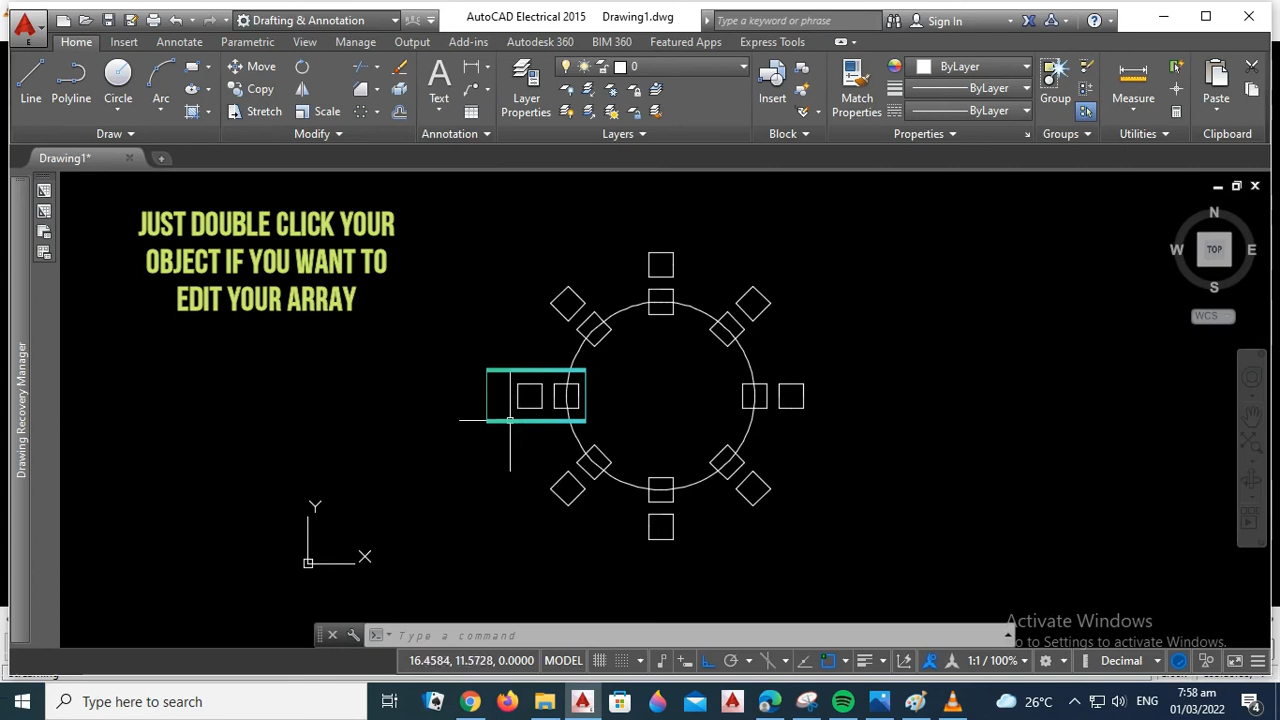 Drafting & Annotation
AutoCAD Electrical 2015 Drawing1.dwg
Type a keyword or phrase
Sign In
Home Insert Annotate Parametric View Manage Output Add-ins Autodesk 360 BIM 360 Featured Apps Express Tools
Line Polyline Circle Arc
Move
Copy
Stretch Scale
Text
Layer Properties
0
Insert
Match Properties
ByLayer
ByLayer
ByLayer
Group
Measure
Paste
Draw Modify Annotation Layers Block Properties Groups Utilities Clipboard
Drawing1*
JUST DOUBLE CLICK YOUR
OBJECT IF YOU WANT TO
EDIT YOUR ARRAY
N
W TOP E
S
WCS
Drawing Recovery Manager
Y
X
Activate Windows
Go to Settings to activate Windows.
Type a command
16.4584, 11.5728, 0.0000 MODEL 1:1 / 100% Decimal
Type here to search
26°C
ENG
7:58 am
01/03/2022
4